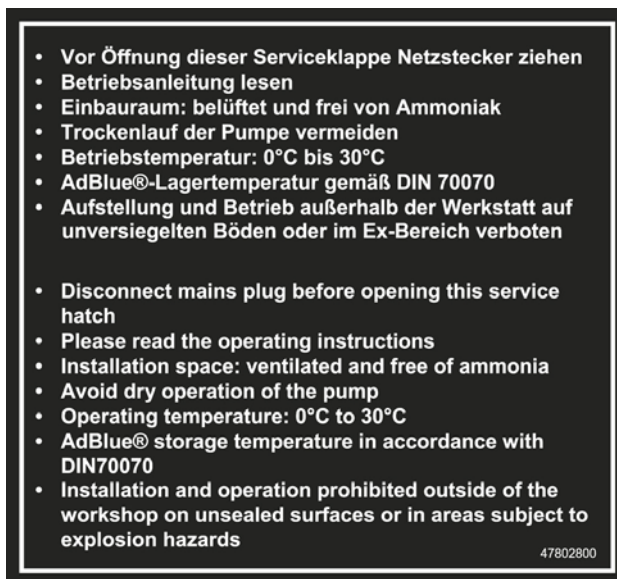 • Vor Öffnung dieser Serviceklappe Netzstecker ziehen
• Betriebsanleitung lesen
• Einbauraum: belüftet und frei von Ammoniak
• Trockenlauf der Pumpe vermeiden
• Betriebstemperatur: 0°C bis 30°C
• AdBlue®-Lagertemperatur gemäß DIN 70070
• Aufstellung und Betrieb außerhalb der Werkstatt auf
unversiegelten Böden oder im Ex-Bereich verboten
• Disconnect mains plug before opening this service
hatch
• Please read the operating instructions
• Installation space: ventilated and free of ammonia
• Avoid dry operation of the pump
• Operating temperature: 0°C to 30°C
• AdBlue® storage temperature in accordance with
DIN70070
• Installation and operation prohibited outside of the
workshop on unsealed surfaces or in areas subject to
explosion hazards
47802800